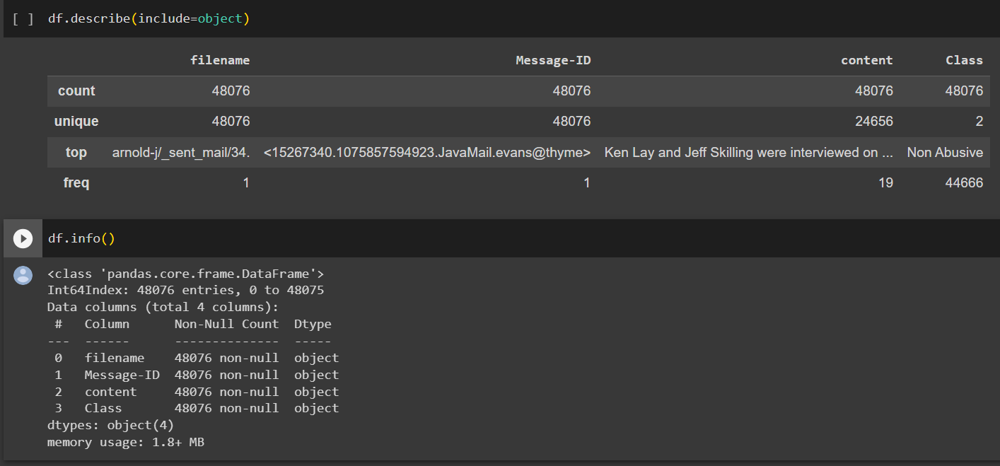 [ ] df.describe(include=object)
filename Message-ID content Class
count 48076 48076 48076 48076
unique 48076 48076 24656 2
top arnold-j/_sent_mail/34. <15267340.1075857594923.JavaMail.evans@thyme> Ken Lay and Jeff Skilling were interviewed on ... Non Abusive
freq 1 1 19 44666
df.info()
<class 'pandas.core.frame.DataFrame'>
Int64Index: 48076 entries, 0 to 48075
Data columns (total 4 columns):
# Column Non-Null Count Dtype
--- ------ -------------- -----
0 filename 48076 non-null object
1 Message-ID 48076 non-null object
2 content 48076 non-null object
3 Class 48076 non-null object
dtypes: object(4)
memory usage: 1.8+ MB